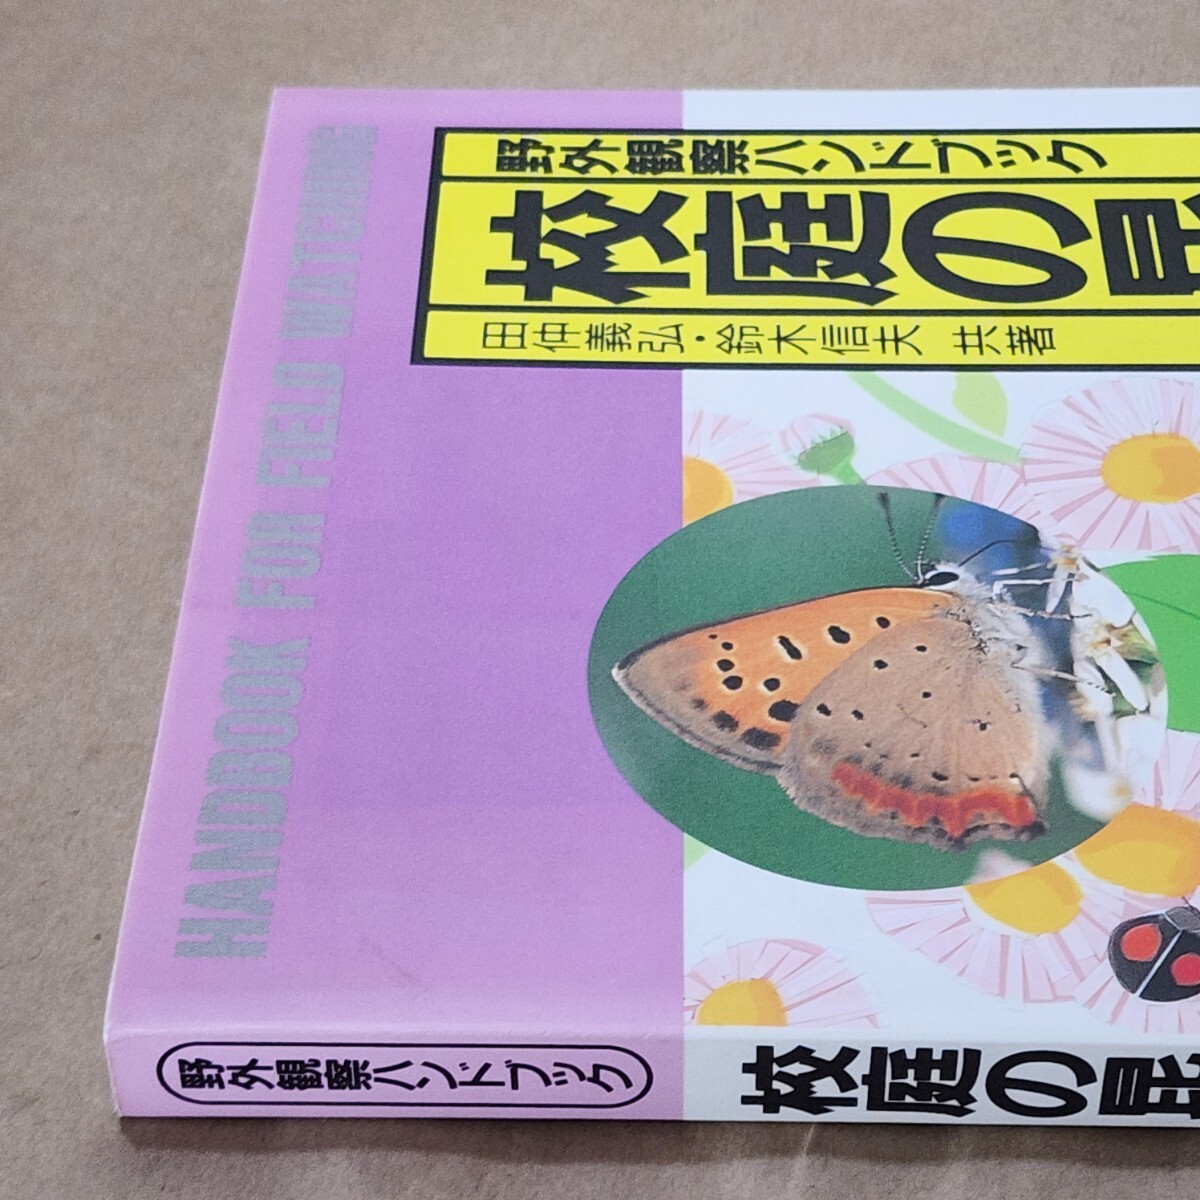 HANDBOOK FOR FIELD WATCHING
野外観察ハンドブック
校庭の昆
田仲義弘・鈴木信夫 共著
野外観察ハンドブック
校庭の昆